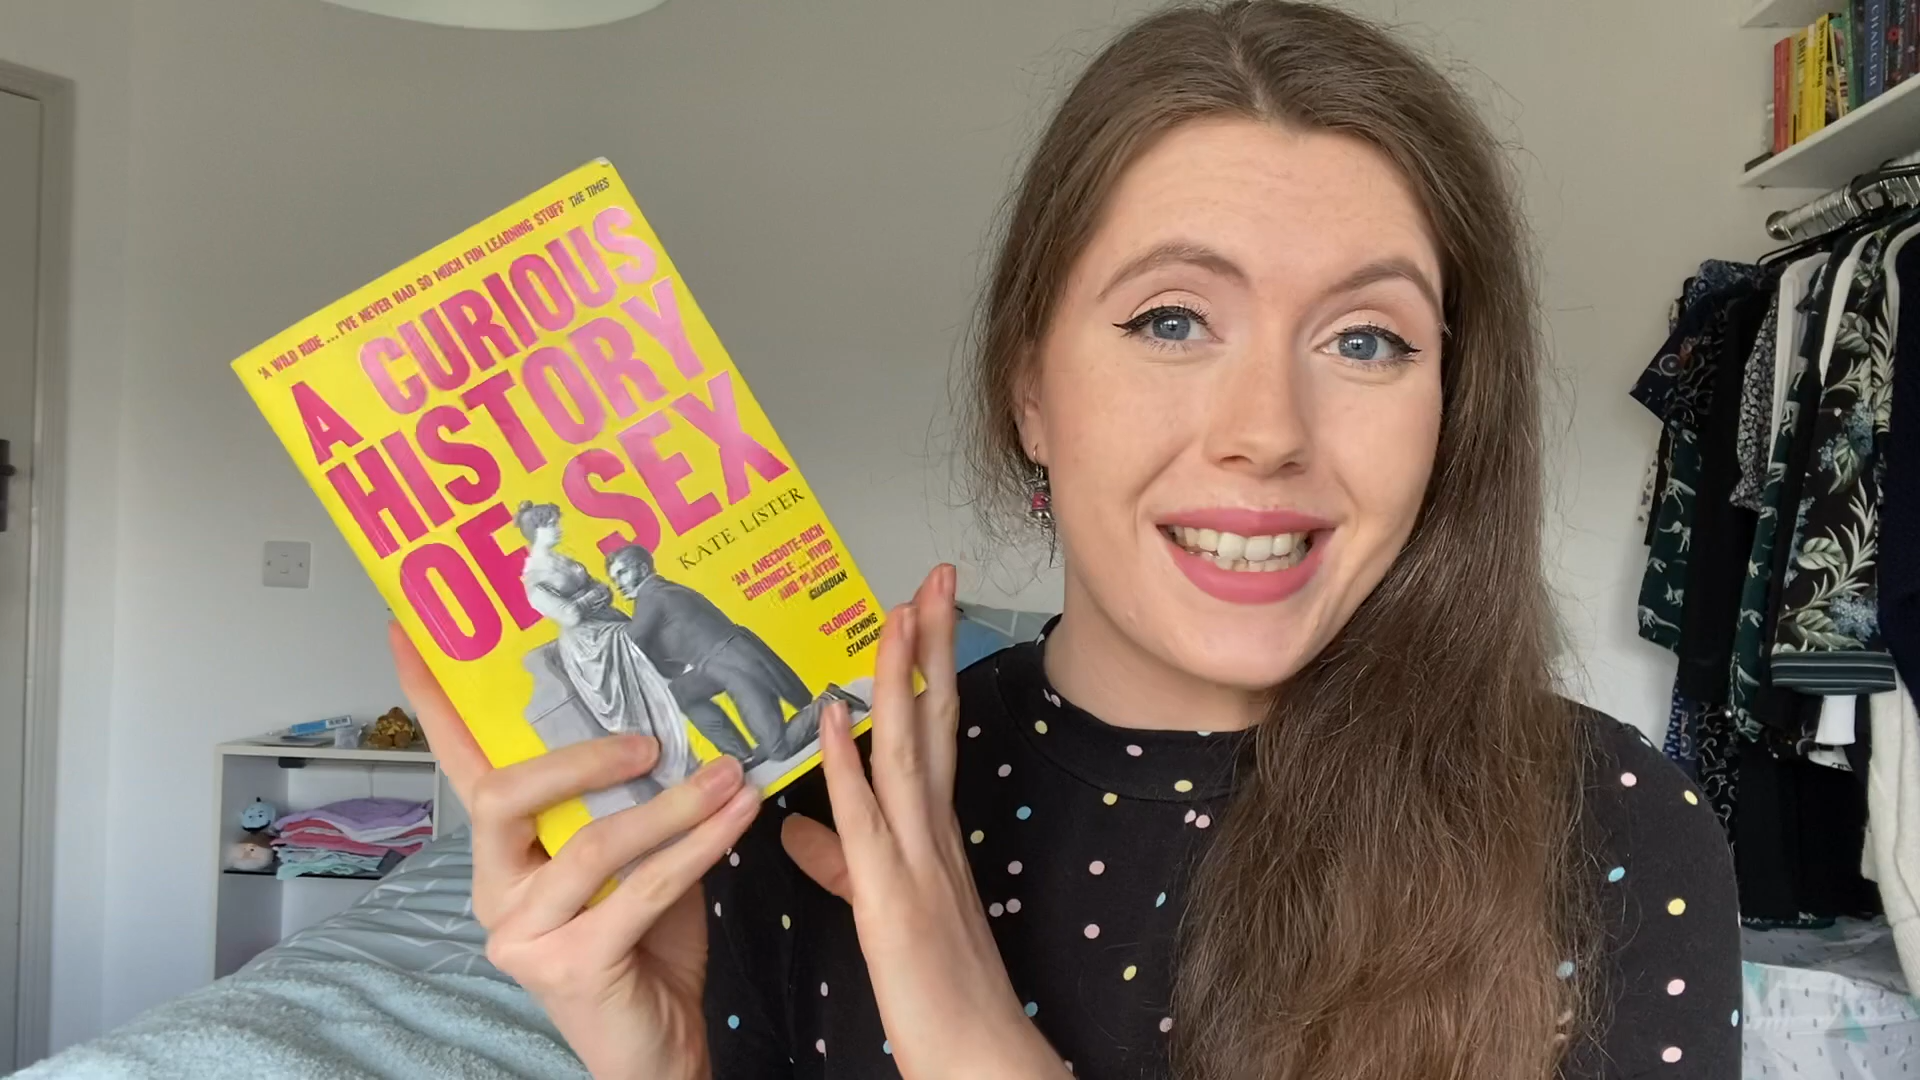 'A WILD RIDE ... I'VE NEVER HAD SO MUCH FUN LEARNING STUFF' THE TIMES
A CURIOUS
HISTORY
OF SEX
KATE LISTER
'AN ANECDOTE-RICH
CHRONICLE ... VIVID
AND PLAYFUL'
GUARDIAN
'GLORIOUS'
EVENING
STANDARD
CHAUCER